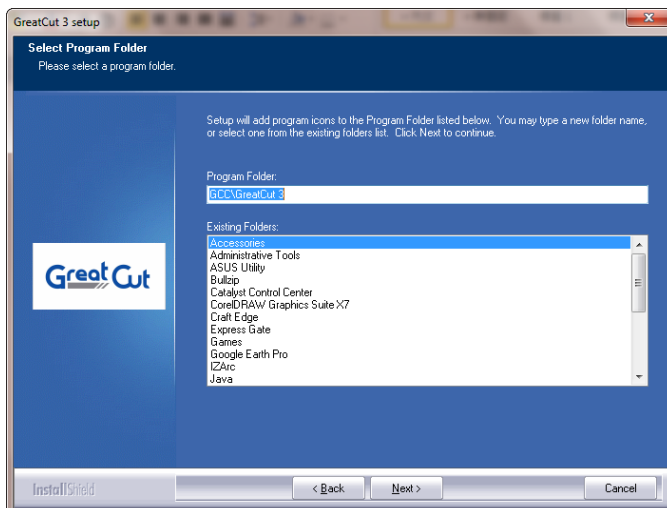 GreatCut 3 setup
Select Program Folder
Please select a program folder.
Setup will add program icons to the Program Folder listed below. You may type a new folder name,
or select one from the existing folders list. Click Next to continue.
Program Folder:
GCC\GreatCut 3
Existing Folders:
Accessories
Administrative Tools
ASUS Utility
Bullzip
Catalyst Control Center
CorelDRAW Graphics Suite X7
Craft Edge
Express Gate
Games
Google Earth Pro
IZArc
Java
Great Cut
InstallShield
< Back
Next >
Cancel